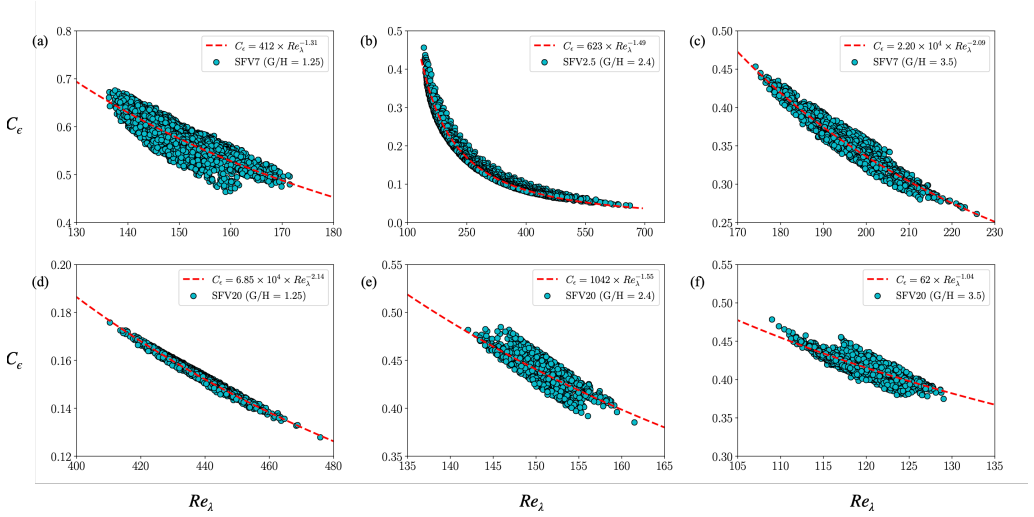 (a)
0.8
0.7
0.6
0.5
0.4
130 140 150 160 170 180
C_ϵ = 412 × Re_λ^{−1.31}
SFV7 (G/H = 1.25)
(b)
0.5
0.4
0.3
0.2
0.1
0.0
100 250 400 550 700
C_ϵ = 623 × Re_λ^{−1.49}
SFV2.5 (G/H = 2.4)
(c)
0.45
0.40
0.35
0.30
0.25
170 180 190 200 210 220 230
C_ϵ = 2.20 × 10^4 × Re_λ^{−2.09}
SFV7 (G/H = 3.5)
C_ϵ
(d)
0.20
0.18
0.16
0.14
0.12
400 420 440 460 480
C_ϵ = 6.85 × 10^4 × Re_λ^{−2.14}
SFV20 (G/H = 1.25)
(e)
0.55
0.50
0.45
0.40
0.35
135 140 145 150 155 160 165
C_ϵ = 1042 × Re_λ^{−1.55}
SFV20 (G/H = 2.4)
(f)
0.55
0.50
0.45
0.40
0.35
0.30
105 110 115 120 125 130 135
C_ϵ = 62 × Re_λ^{−1.04}
SFV20 (G/H = 3.5)
C_ϵ
Re_λ Re_λ Re_λ